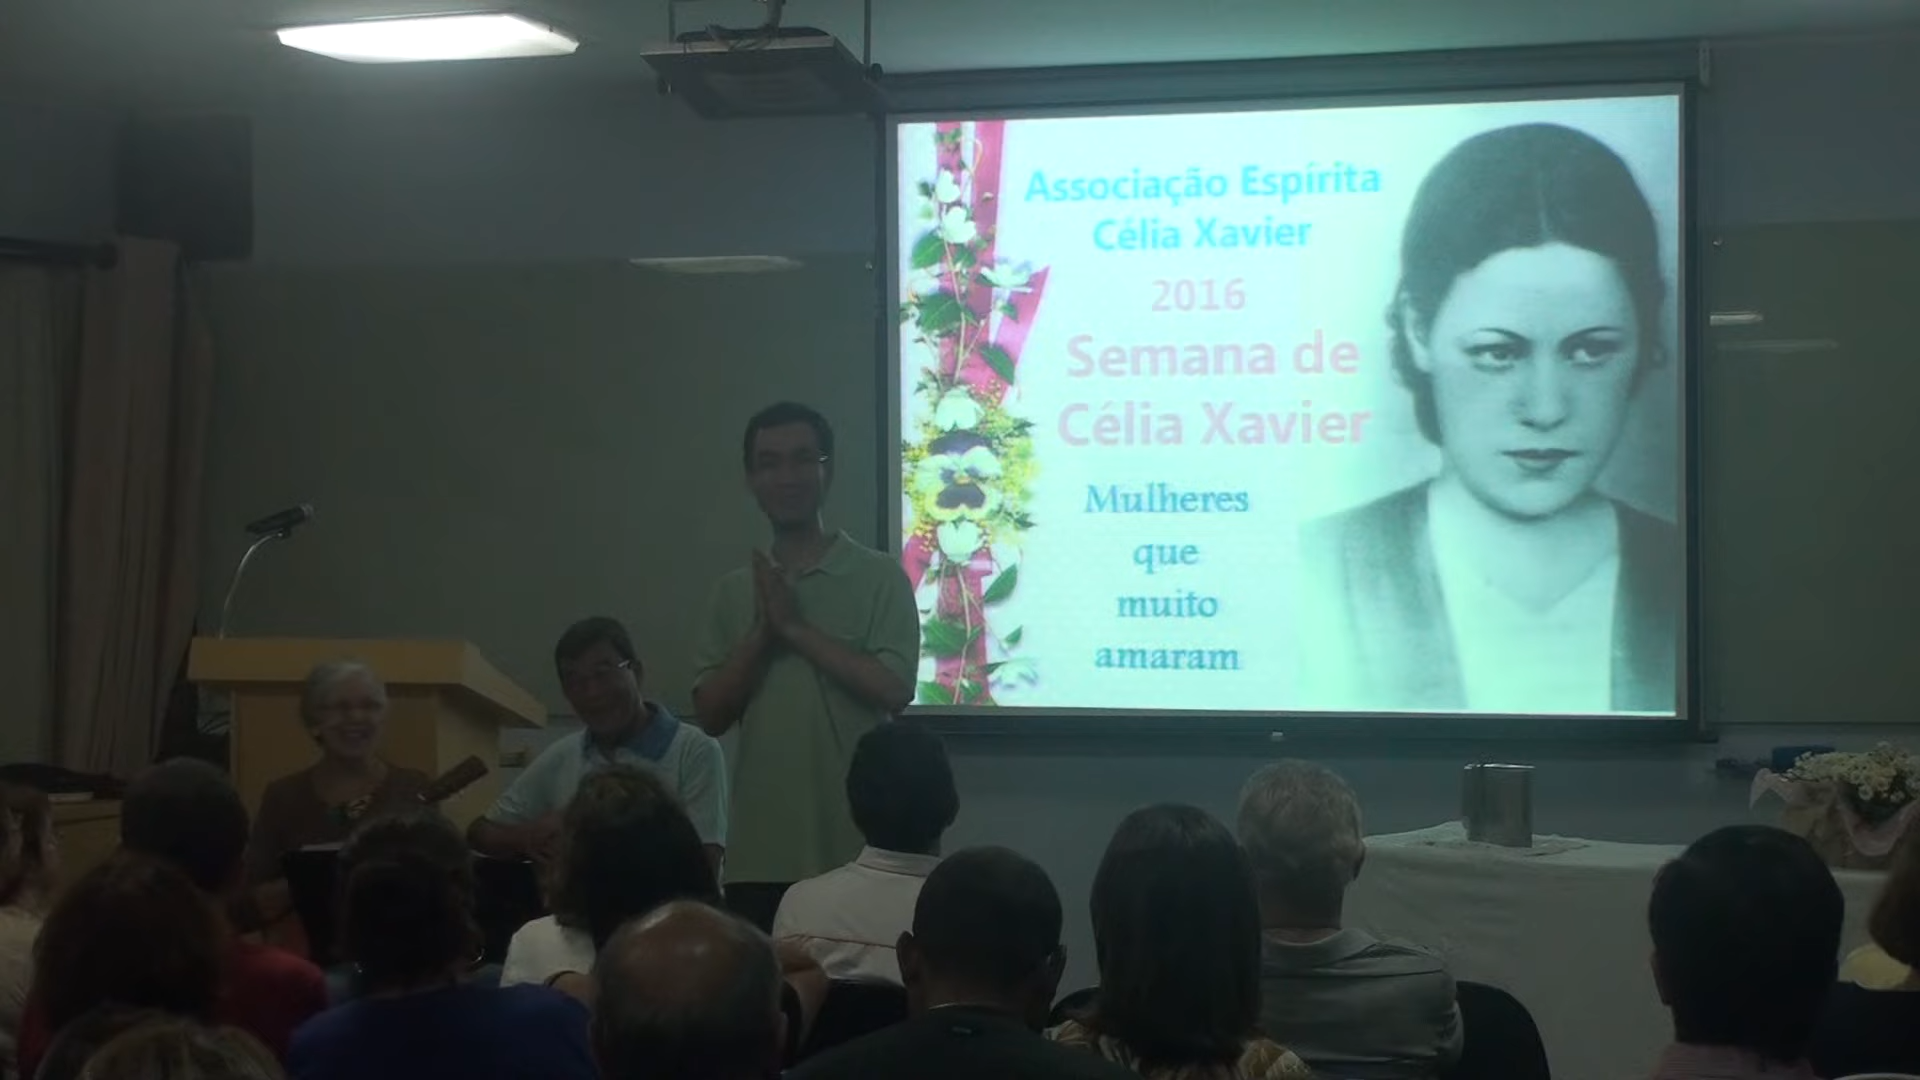 Associação Espírita
Célia Xavier
2016
Semana de
Célia Xavier
Mulheres
que
muito
amaram